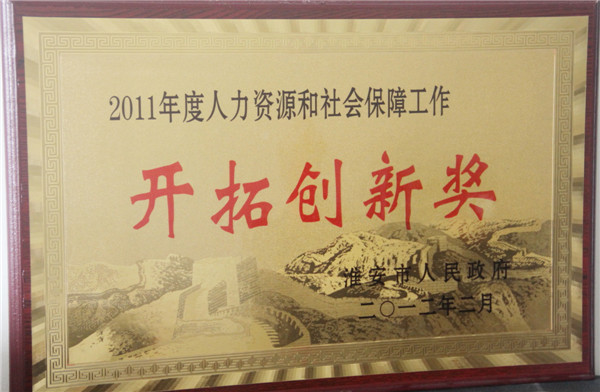 2011年度人力资源和社会保障工作
开拓创新奖
淮安市人民政府
二〇一二年二月